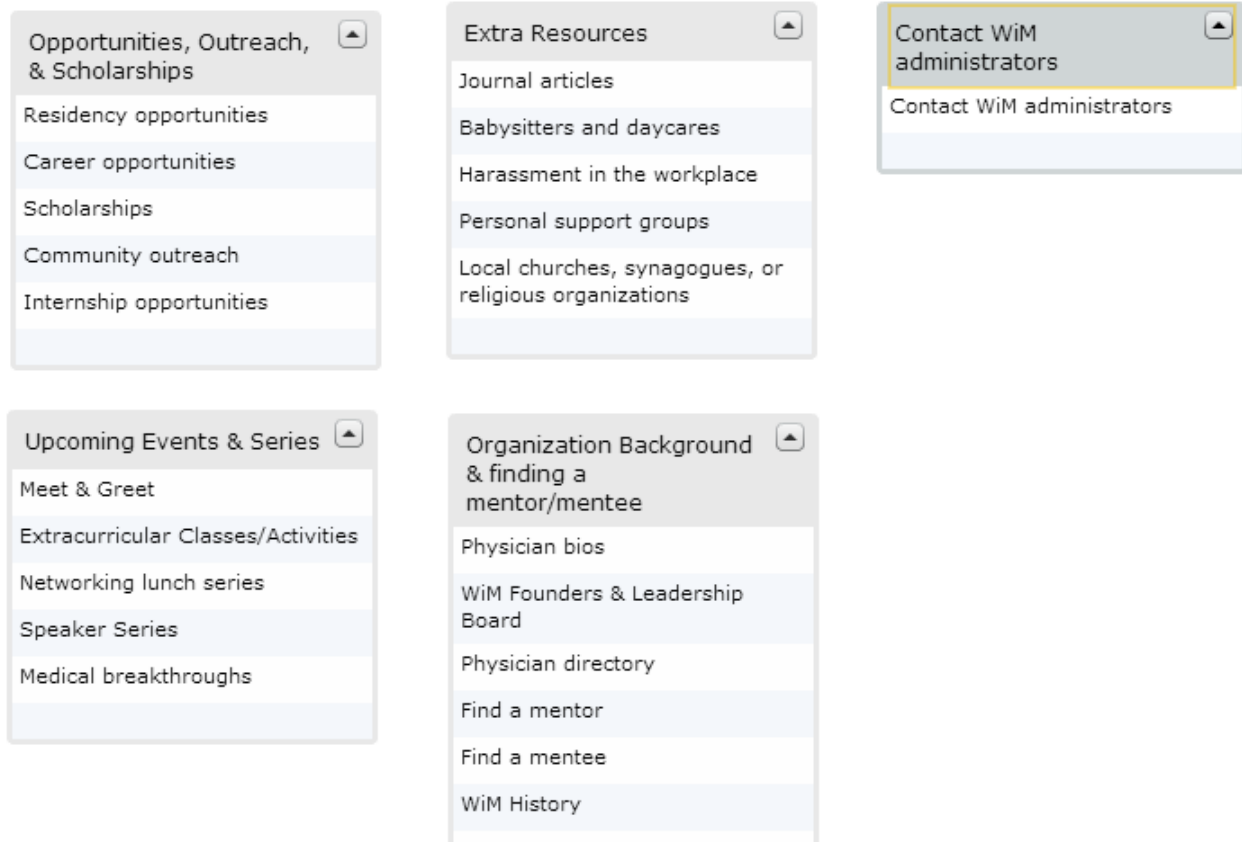 Opportunities, Outreach,
& Scholarships
Residency opportunities
Career opportunities
Scholarships
Community outreach
Internship opportunities
Extra Resources
Journal articles
Babysitters and daycares
Harassment in the workplace
Personal support groups
Local churches, synagogues, or
religious organizations
Contact WiM
administrators
Contact WiM administrators
Upcoming Events & Series
Meet & Greet
Extracurricular Classes/Activities
Networking lunch series
Speaker Series
Medical breakthroughs
Organization Background
& finding a
mentor/mentee
Physician bios
WiM Founders & Leadership
Board
Physician directory
Find a mentor
Find a mentee
WiM History